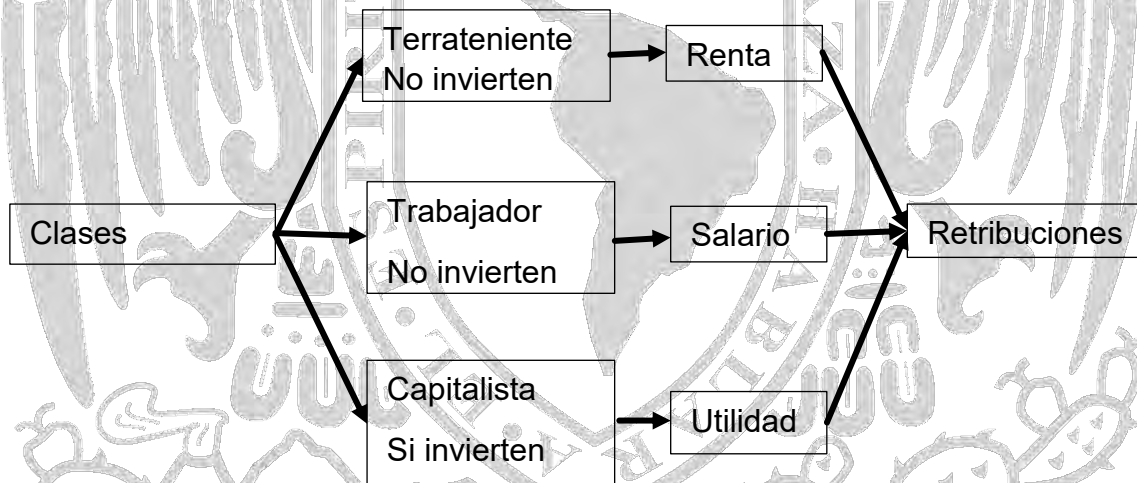 Terrateniente
No invierten
Renta
Clases
Trabajador
No invierten
Salario
Retribuciones
Capitalista
Si invierten
Utilidad